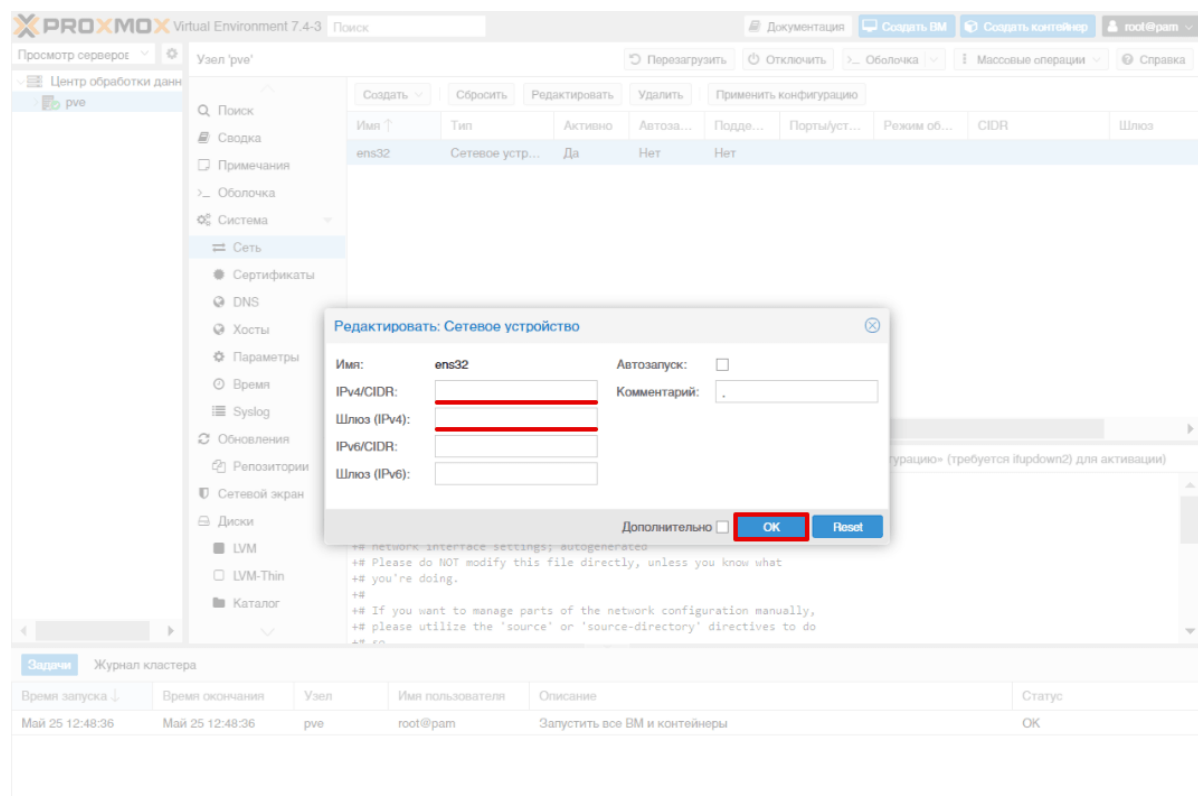 PROXMOX Virtual Environment 7.4-3 Поиск Документация Создать ВМ Создать контейнер root@pam
Просмотр серверов Узел 'pve' Перезагрузить Отключить >_ Оболочка Массовые операции Справка
Центр обработки данн
pve
Поиск
Сводка
Примечания
>_ Оболочка
Система
Сеть
Сертификаты
DNS
Хосты
Параметры
Время
Syslog
Обновления
Репозитории
Сетевой экран
Диски
LVM
LVM-Thin
Каталог
Создать Сбросить Редактировать Удалить Применить конфигурацию
Имя ↑ Тип Активно Автоза... Подде... Порты/уст... Режим об... CIDR Шлюз
ens32 Сетевое устр... Да Нет Нет
Редактировать: Сетевое устройство
Имя: ens32 Автозапуск:
IPv4/CIDR: Комментарий: .
Шлюз (IPv4):
IPv6/CIDR:
Шлюз (IPv6):
Дополнительно OK Reset
урацию» (требуется ifupdown2) для активации)
+# network interface settings; autogenerated
+# Please do NOT modify this file directly, unless you know what
+# you're doing.
+#
+# If you want to manage parts of the network configuration manually,
+# please utilize the 'source' or 'source-directory' directives to do
+# so
Задачи Журнал кластера
Время запуска ↓ Время окончания Узел Имя пользователя Описание Статус
Май 25 12:48:36 Май 25 12:48:36 pve root@pam Запустить все ВМ и контейнеры OK